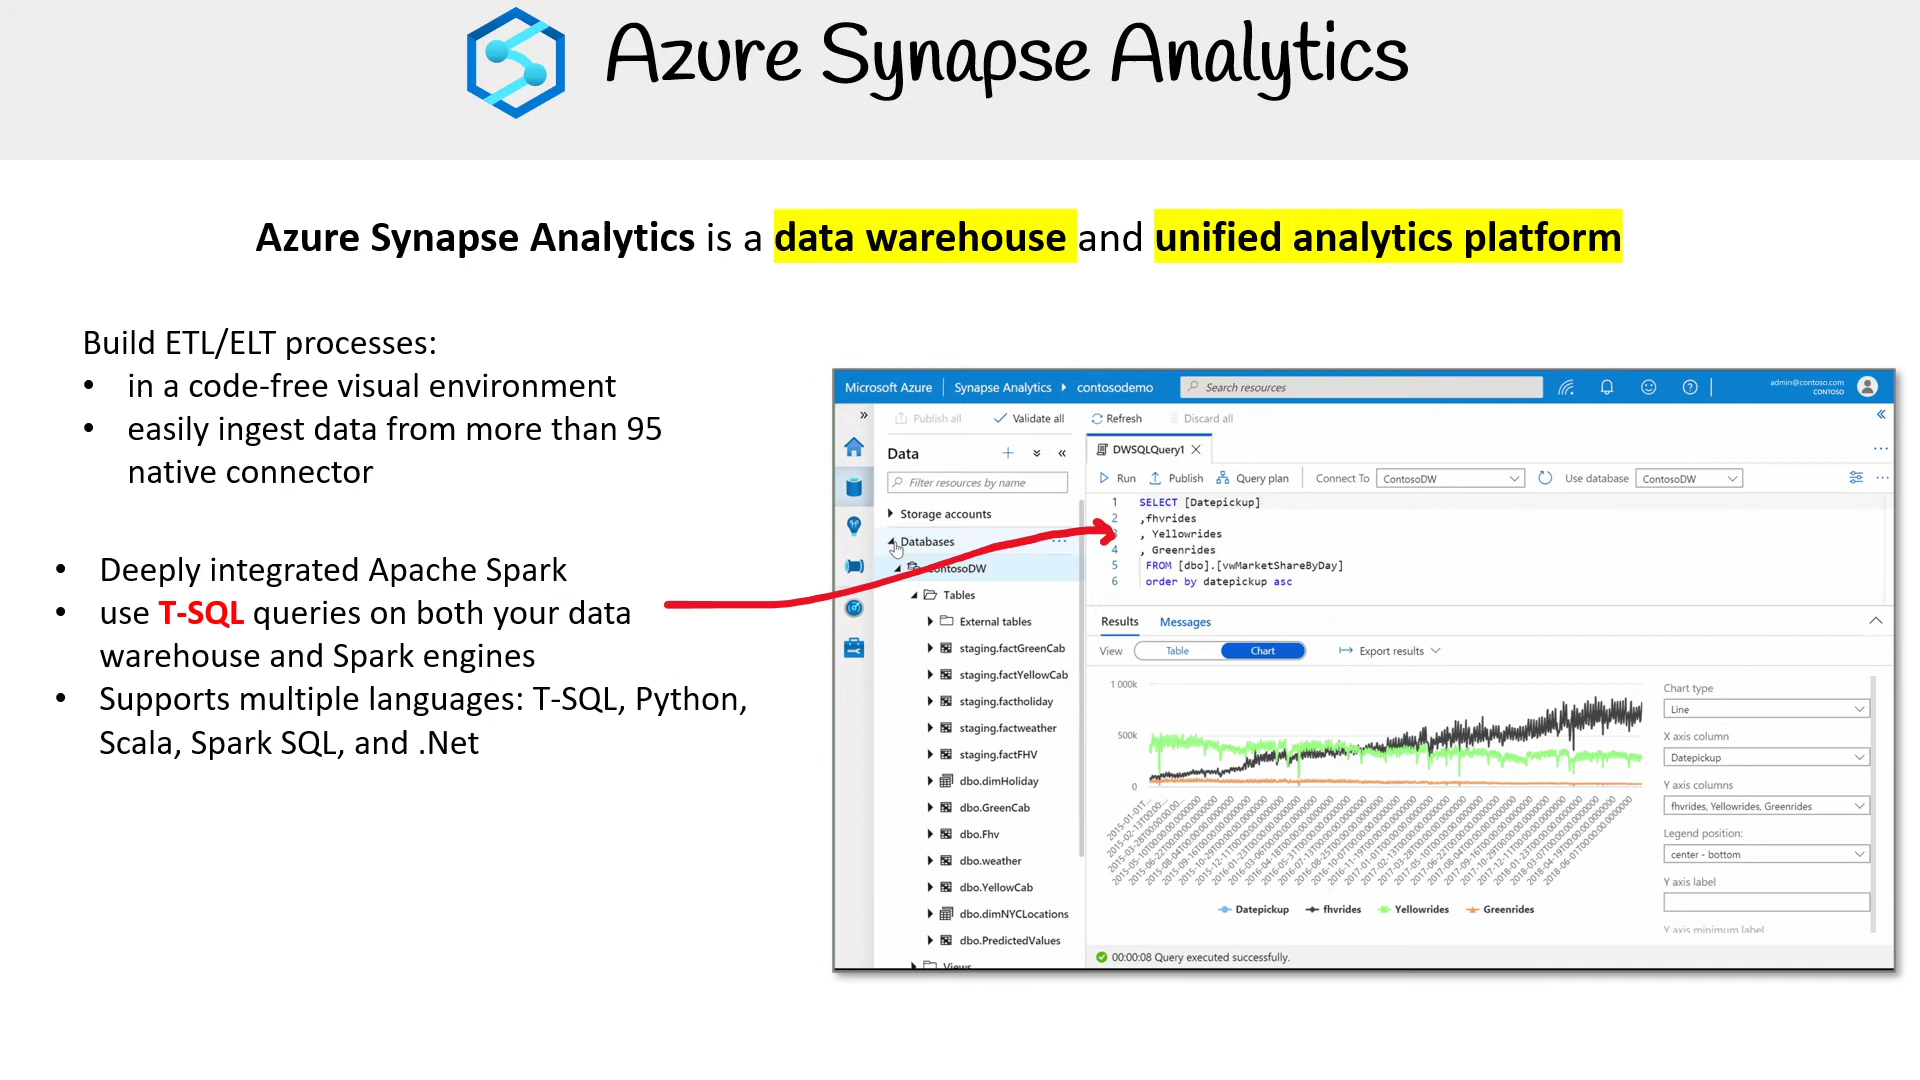 Azure Synapse Analytics
Azure Synapse Analytics is a data warehouse and unified analytics platform
Build ETL/ELT processes:
• in a code-free visual environment
• easily ingest data from more than 95
native connector
• Deeply integrated Apache Spark
• use T-SQL queries on both your data
warehouse and Spark engines
• Supports multiple languages: T-SQL, Python,
Scala, Spark SQL, and .Net
Microsoft Azure | Synapse Analytics contosodemo
Search resources
admin@contoso.com
CONTOSO
Publish all Validate all Refresh Discard all
Data
Filter resources by name
Storage accounts
Databases
ContosoDW
Tables
External tables
staging.factGreenCab
staging.factYellowCab
staging.factholiday
staging.factweather
staging.factFHV
dbo.dimHoliday
dbo.GreenCab
dbo.Fhv
dbo.weather
dbo.YellowCab
dbo.dimNYCLocations
dbo.PredictedValues
Views
DWSQLQuery1
Run Publish Query plan Connect To ContosoDW Use database ContosoDW
1 SELECT [Datepickup]
2 ,fhvrides
, Yellowrides
4 , Greenrides
5 FROM [dbo].[vwMarketShareByDay]
6 order by datepickup asc
Results Messages
View Table Chart Export results
1 000k
500k
0
Datepickup fhvrides Yellowrides Greenrides
Chart type
Line
X axis column
Datepickup
Y axis columns
fhvrides, Yellowrides, Greenrides
Legend position:
center - bottom
Y axis label
Y axis minimum label
00:00:08 Query executed successfully.